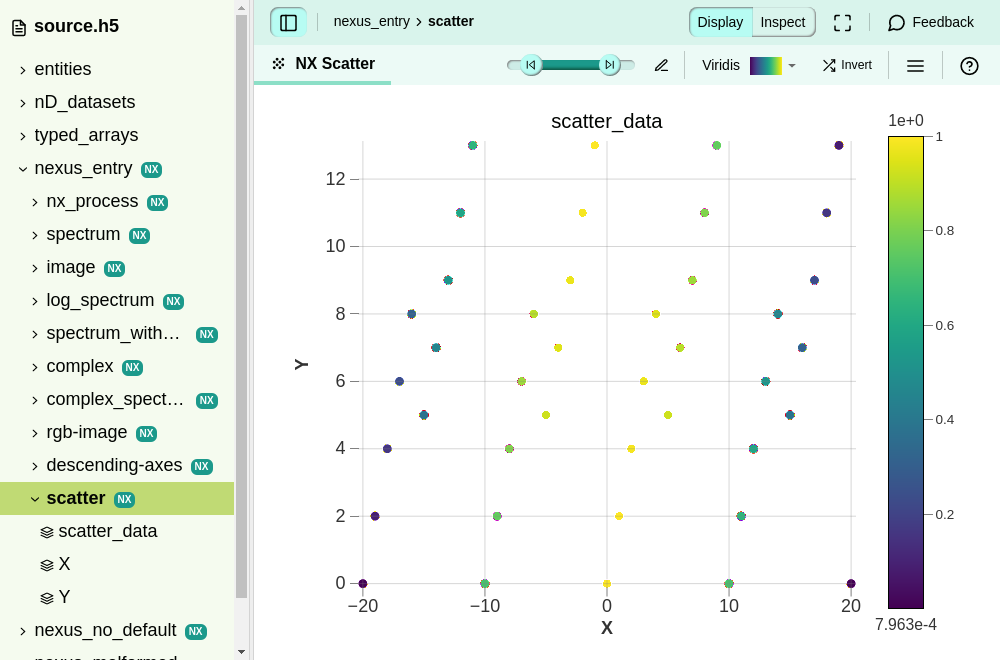 source.h5
entities
nD_datasets
typed_arrays
nexus_entry NX
nx_process NX
spectrum NX
image NX
log_spectrum NX
spectrum_with… NX
complex NX
complex_spect… NX
rgb-image NX
descending-axes NX
scatter NX
scatter_data
X
Y
nexus_no_default NX
nexus_malformed
nexus_entry › scatter
Display Inspect
Feedback
NX Scatter
Viridis
Invert
scatter_data
12
10
8
6
4
2
0
Y
−20 −10 0 10 20
X
1e+0
1
0.8
0.6
0.4
0.2
7.963e-4